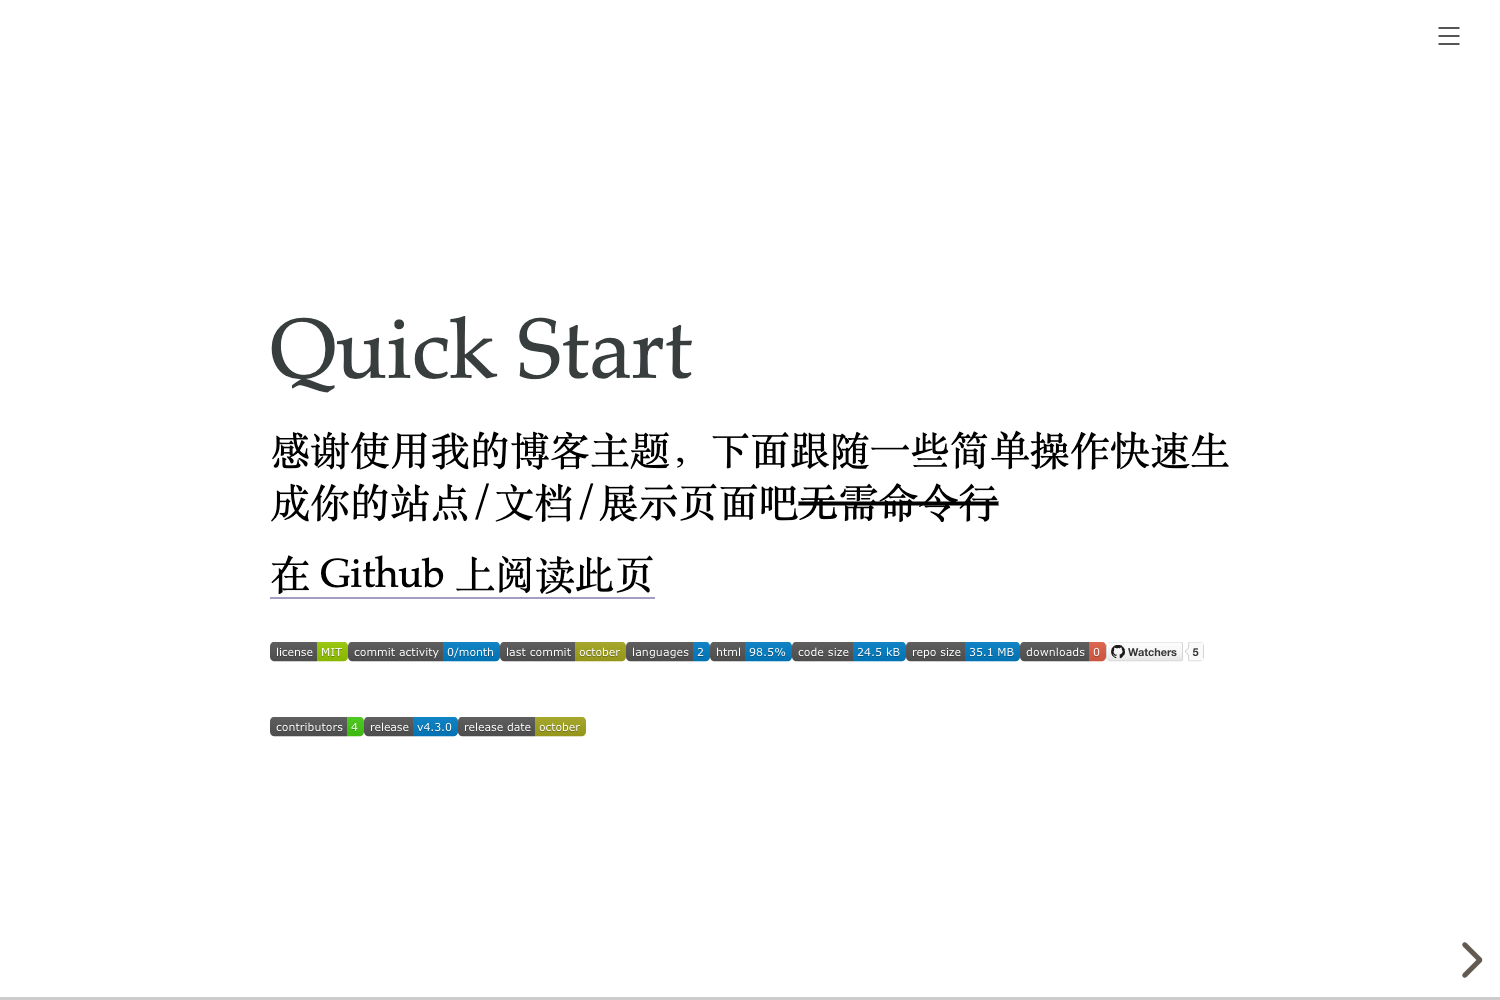 Quick Start
感谢使用我的博客主题，下面跟随一些简单操作快速生
成你的站点/文档/展示页面吧无需命令行
在 Github 上阅读此页
license MIT commit activity 0/month last commit october languages 2 html 98.5% code size 24.5 kB repo size 35.1 MB downloads 0 Watchers 5
contributors 4 release v4.3.0 release date october